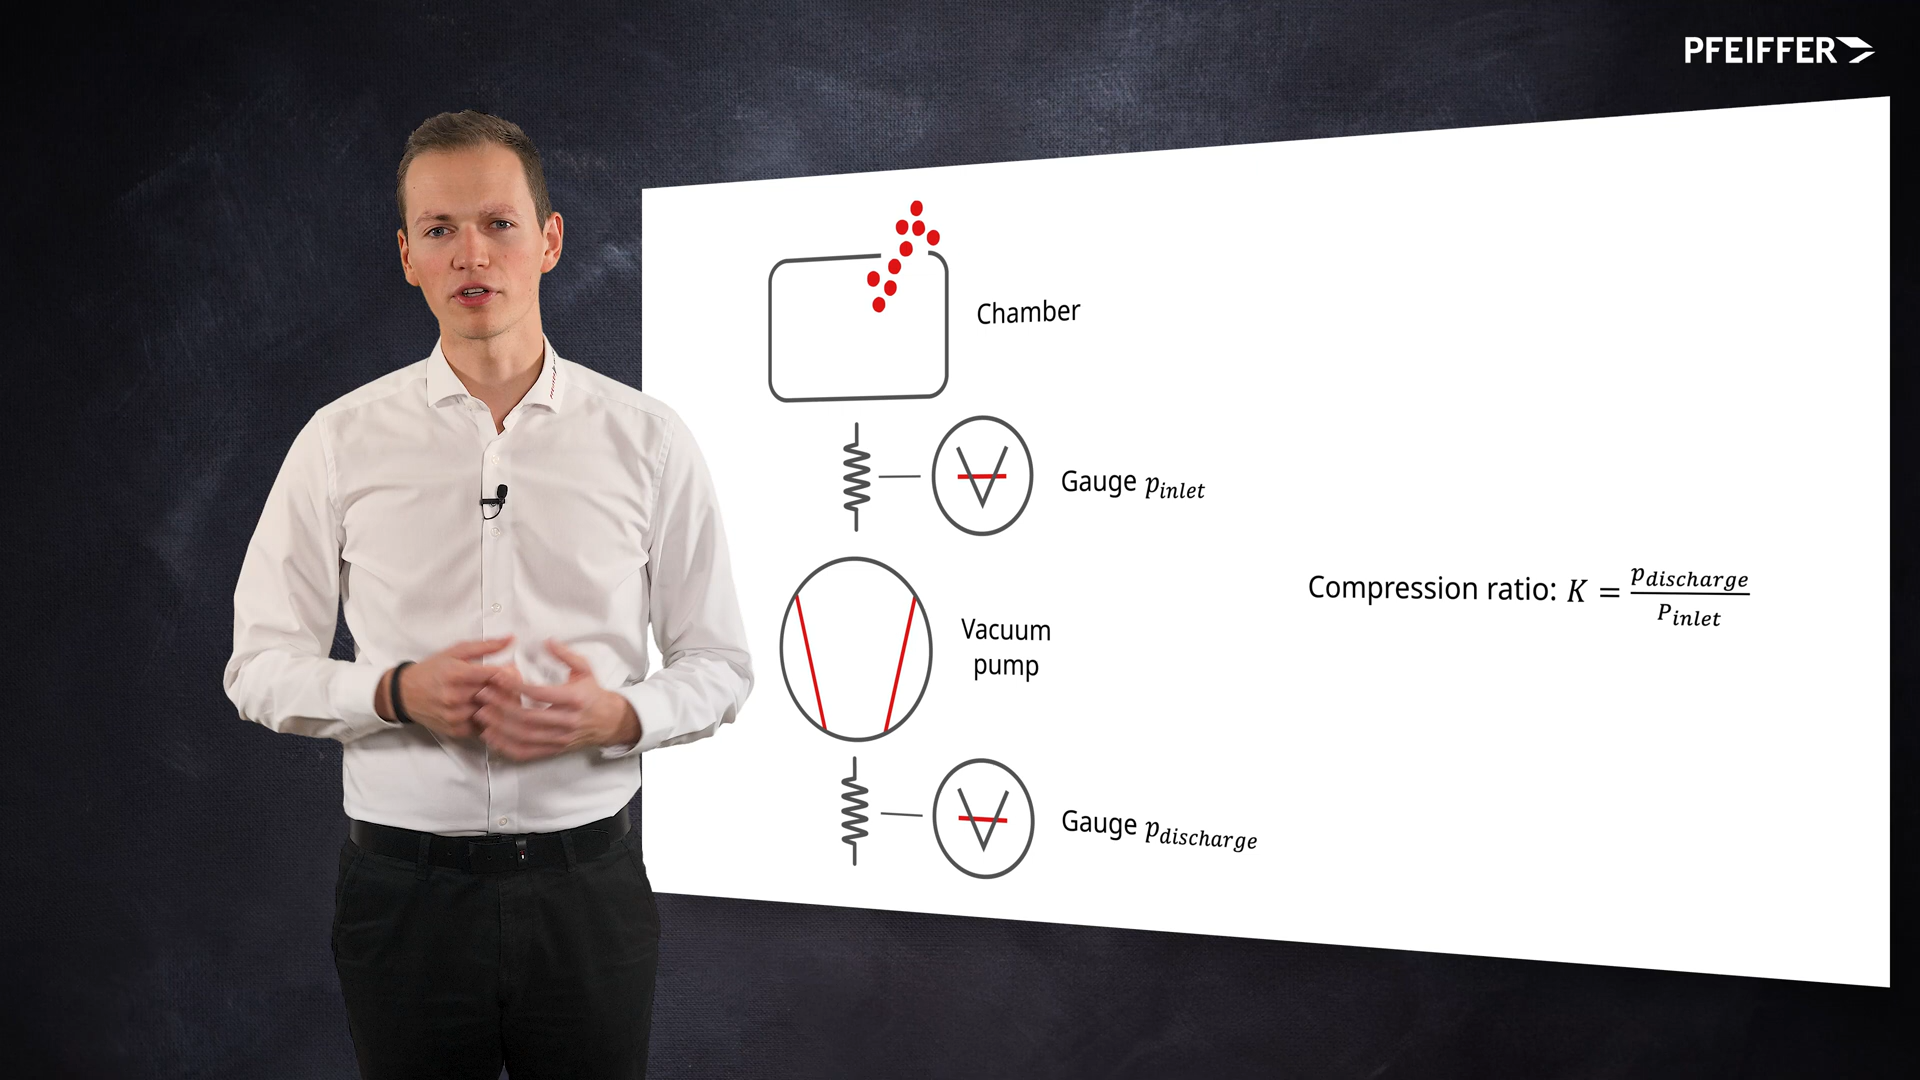 PFEIFFER
Chamber
Gauge p_inlet
Compression ratio: K = p_discharge / P_inlet
Vacuum
pump
Gauge p_discharge